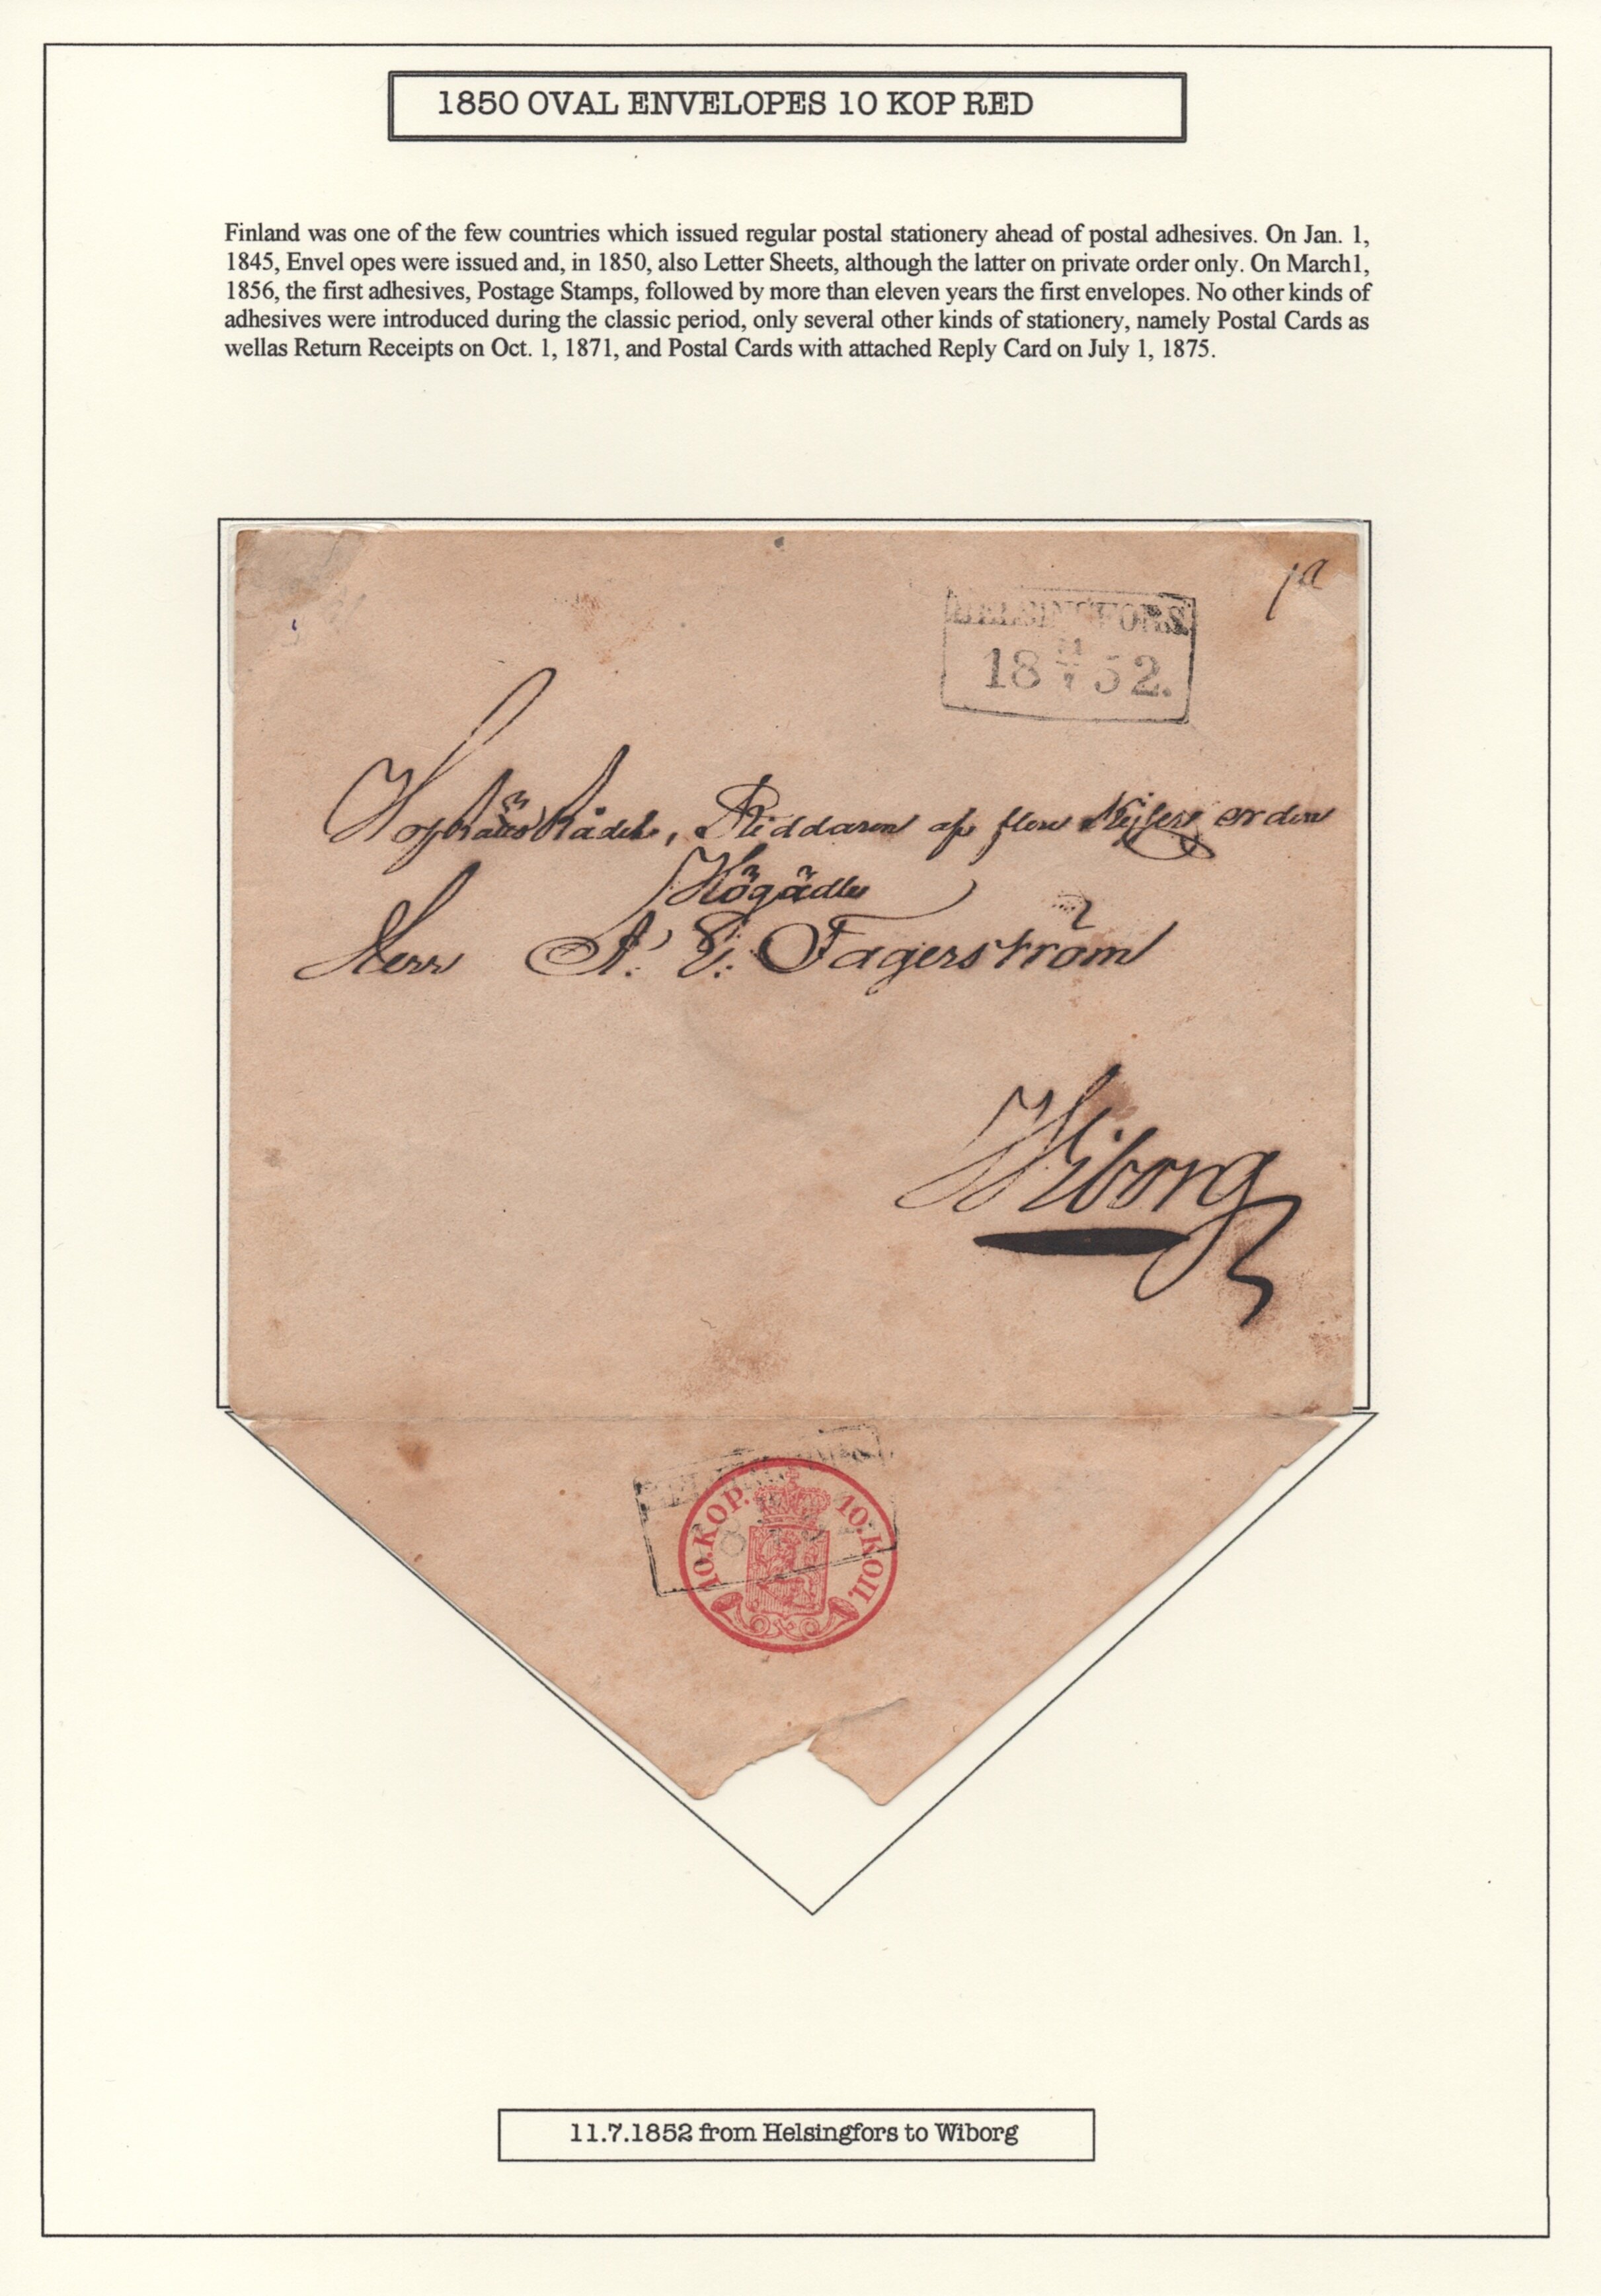 1850 OVAL ENVELOPES 10 KOP RED
Finland was one of the few countries which issued regular postal stationery ahead of postal adhesives. On Jan. 1,
1845, Envel opes were issued and, in 1850, also Letter Sheets, although the latter on private order only. On March1,
1856, the first adhesives, Postage Stamps, followed by more than eleven years the first envelopes. No other kinds of
adhesives were introduced during the classic period, only several other kinds of stationery, namely Postal Cards as
wellas Return Receipts on Oct. 1, 1871, and Postal Cards with attached Reply Card on July 1, 1875.
HELSINGFORS
18 52.
Riddaren af flere
Högädle
Herr A. E. Fagerström
Wiborg
10. KOP. 10. КОП.
11.7.1852 from Helsingfors to Wiborg